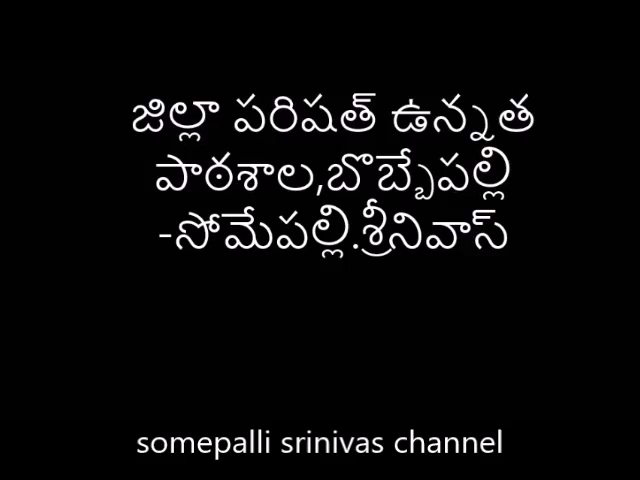 జిల్లా పరిషత్ ఉన్నత
పాఠశాల,బొబ్బేపల్లి
-సోమేపల్లి.శ్రీనివాస్
somepalli srinivas channel